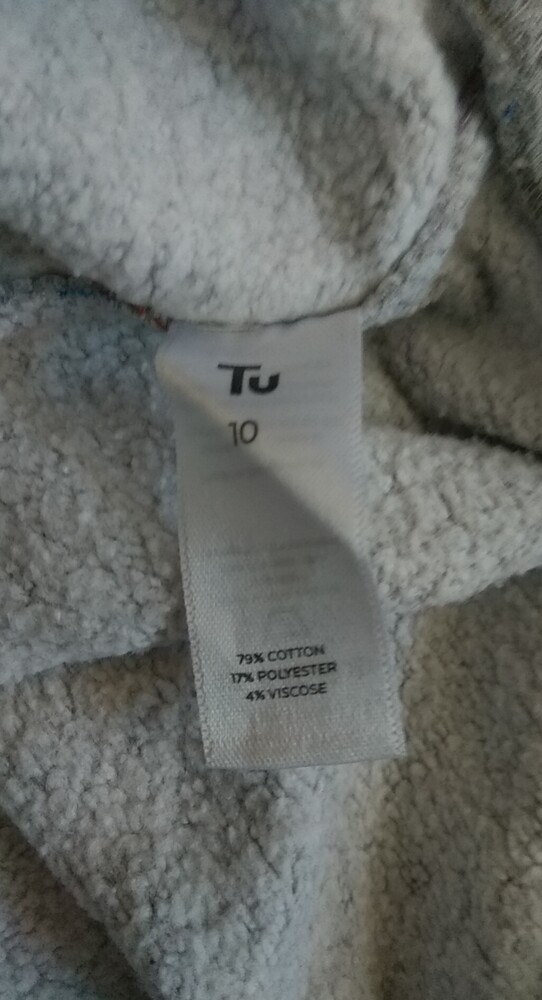 Tu
10
79% COTTON
17% POLYESTER
4% VISCOSE